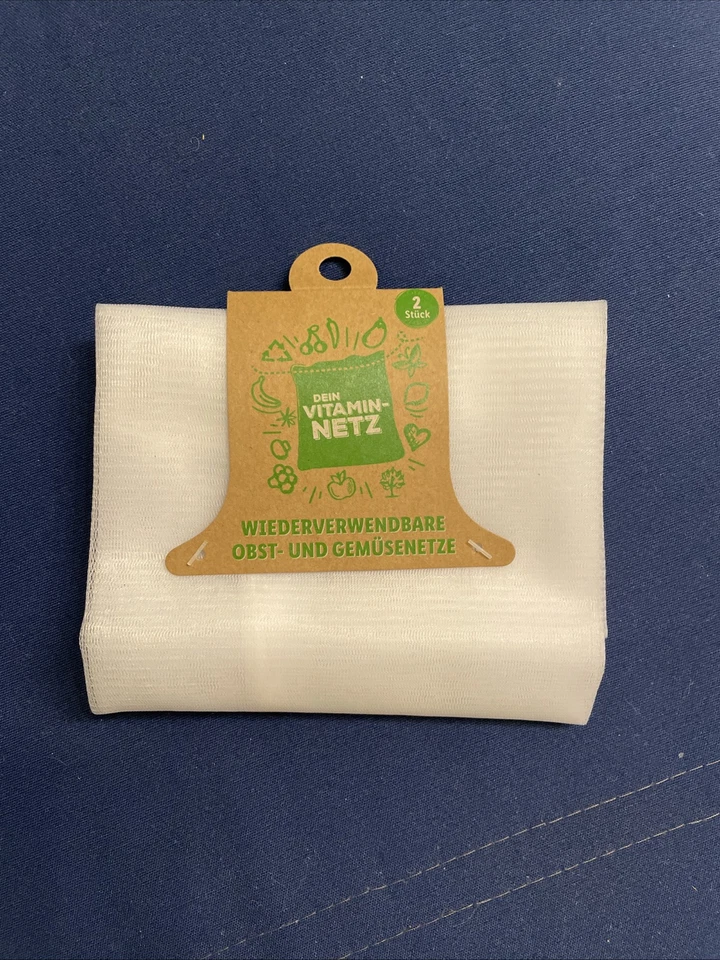 2
Stück
DEIN
VITAMIN-
NETZ
WIEDERVERWENDBARE
OBST- UND GEMÜSENETZE